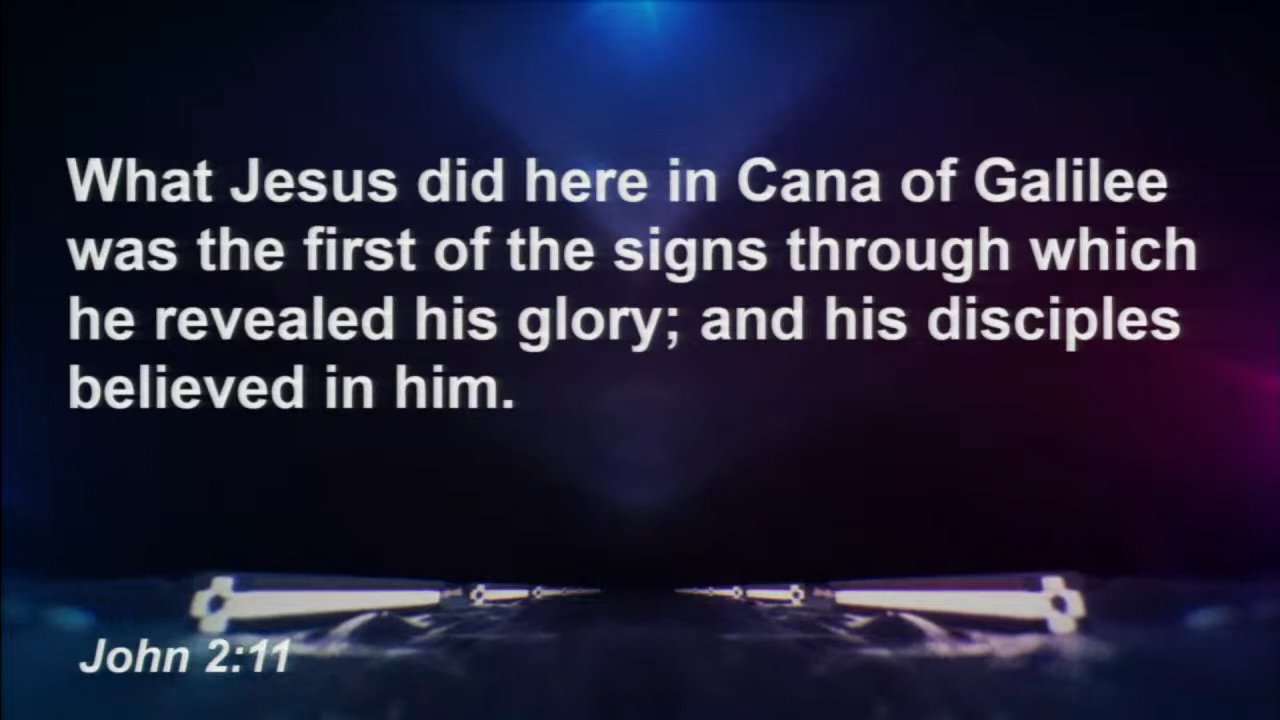 What Jesus did here in Cana of Galilee
was the first of the signs through which
he revealed his glory; and his disciples
believed in him.
John 2:11